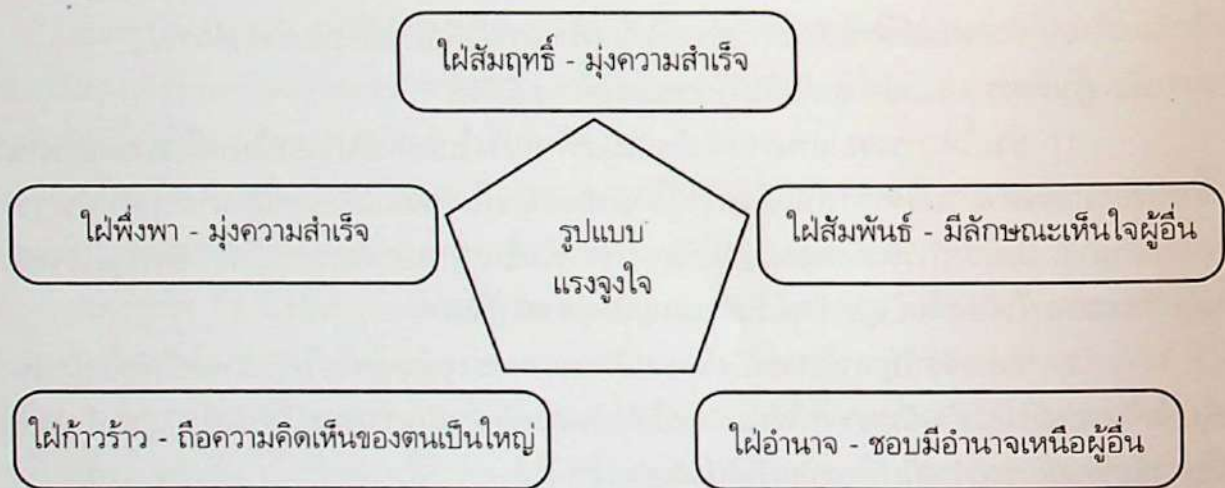 ใฝ่สัมฤทธิ์ - มุ่งความสำเร็จ
ใฝ่พึ่งพา - มุ่งความสำเร็จ
รูปแบบ
แรงจูงใจ
ใฝ่สัมพันธ์ - มีลักษณะเห็นใจผู้อื่น
ใฝ่ก้าวร้าว - ถือความคิดเห็นของตนเป็นใหญ่
ใฝ่อำนาจ - ชอบมีอำนาจเหนือผู้อื่น